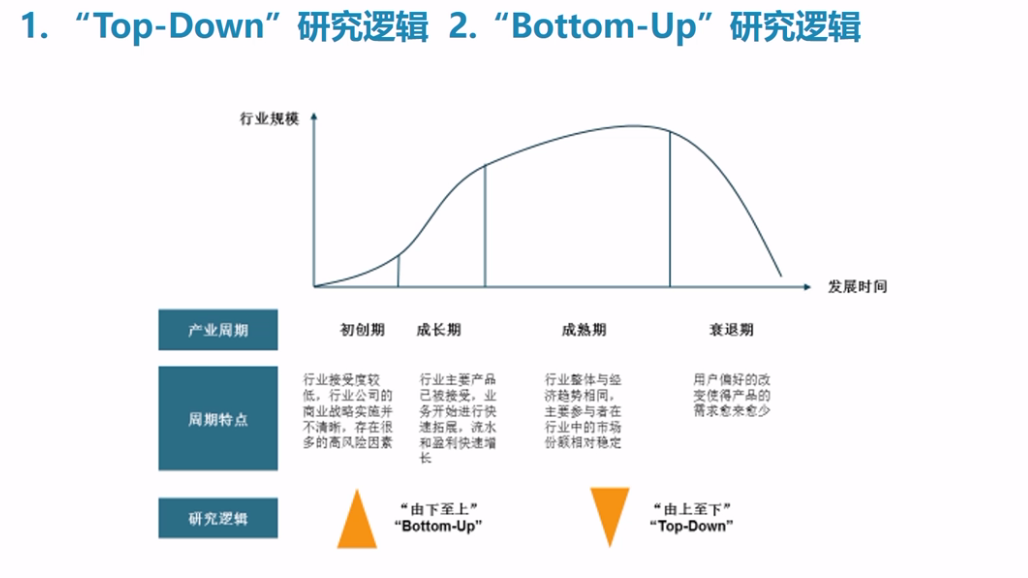 1. “Top-Down”研究逻辑 2.“Bottom-Up”研究逻辑
行业规模
发展时间
产业周期
初创期
成长期
成熟期
衰退期
周期特点
行业接受度较
低，行业公司的
商业战略实施并
不清晰，存在很
多的高风险因素
行业主要产品
已被接受，业
务开始进行快
速拓展，流水
和盈利快速增
长
行业整体与经
济趋势相同，
主要参与者在
行业中的市场
份额相对稳定
用户偏好的改
变使得产品的
需求愈来愈少
研究逻辑
“由下至上”
“Bottom-Up”
“由上至下”
“Top-Down”